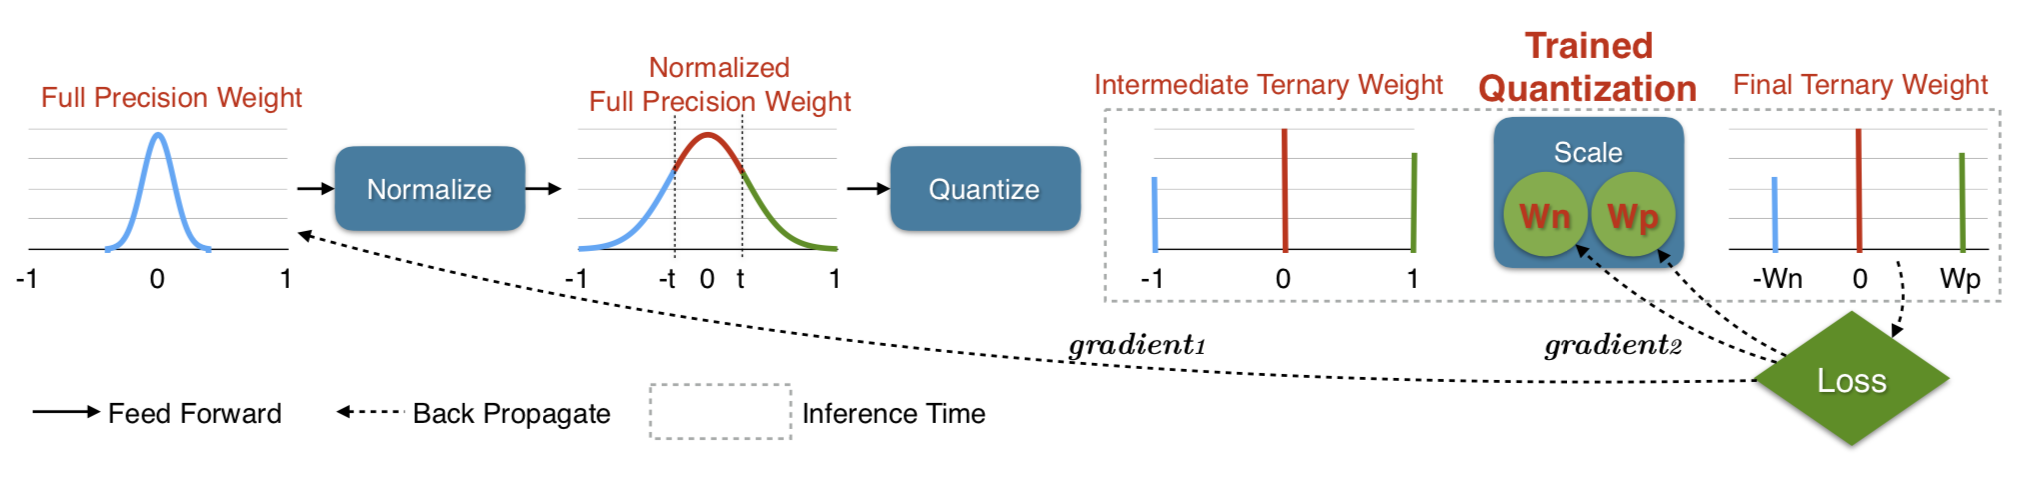 Full Precision Weight
-1 0 1
Normalize
Normalized
Full Precision Weight
-1 -t 0 t 1
Quantize
Intermediate Ternary Weight
-1 0 1
Trained
Quantization
Scale
Wn Wp
Final Ternary Weight
-Wn 0 Wp
gradient1
gradient2
Loss
Feed Forward
Back Propagate
Inference Time